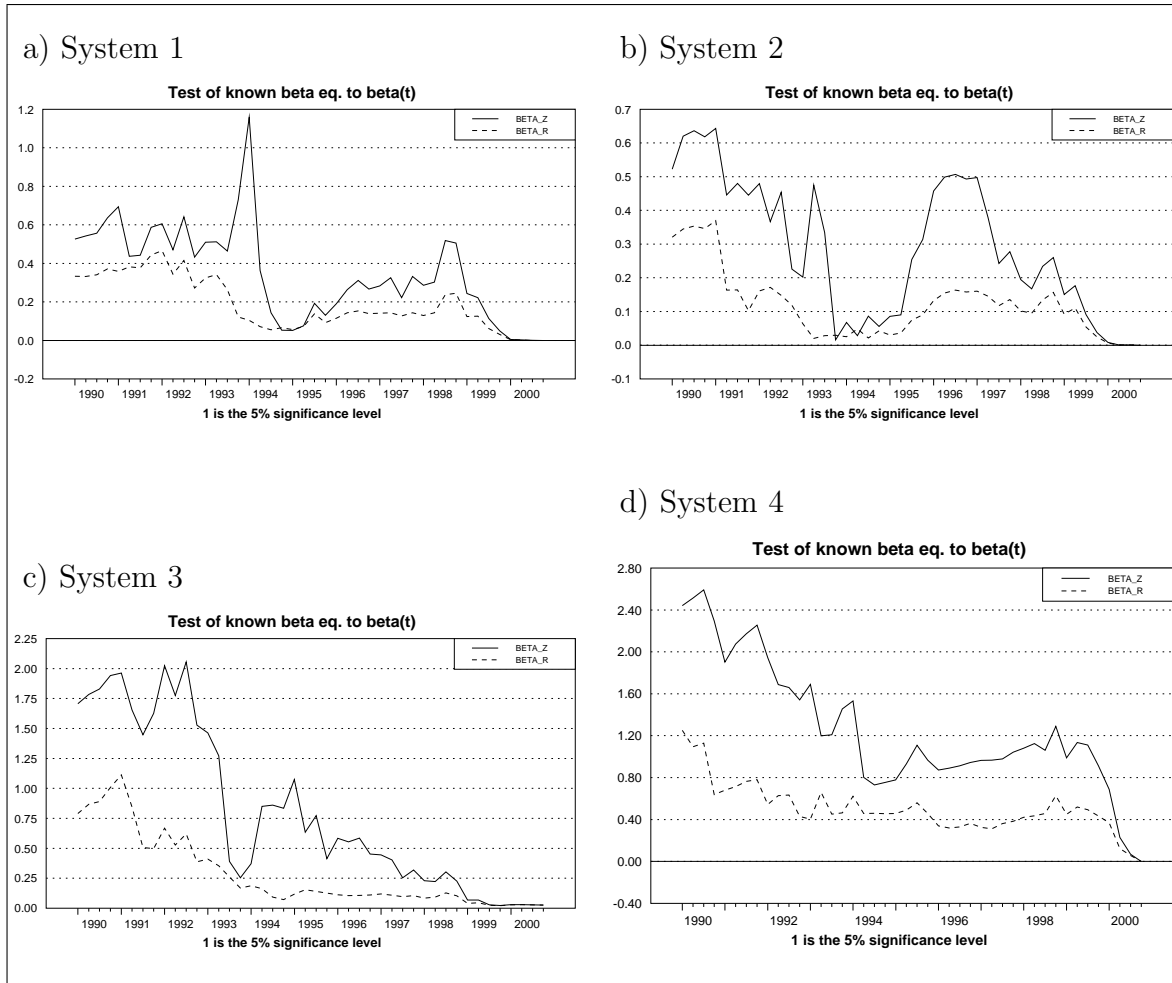 a) System 1
Test of known beta eq. to beta(t)
BETA_Z
BETA_R
1.2
1.0
0.8
0.6
0.4
0.2
0.0
-0.2
1990 1991 1992 1993 1994 1995 1996 1997 1998 1999 2000
1 is the 5% significance level
b) System 2
Test of known beta eq. to beta(t)
BETA_Z
BETA_R
0.7
0.6
0.5
0.4
0.3
0.2
0.1
0.0
-0.1
1990 1991 1992 1993 1994 1995 1996 1997 1998 1999 2000
1 is the 5% significance level
c) System 3
Test of known beta eq. to beta(t)
BETA_Z
BETA_R
2.25
2.00
1.75
1.50
1.25
1.00
0.75
0.50
0.25
0.00
1990 1991 1992 1993 1994 1995 1996 1997 1998 1999 2000
1 is the 5% significance level
d) System 4
Test of known beta eq. to beta(t)
BETA_Z
BETA_R
2.80
2.40
2.00
1.60
1.20
0.80
0.40
0.00
-0.40
1990 1992 1994 1996 1998 2000
1 is the 5% significance level